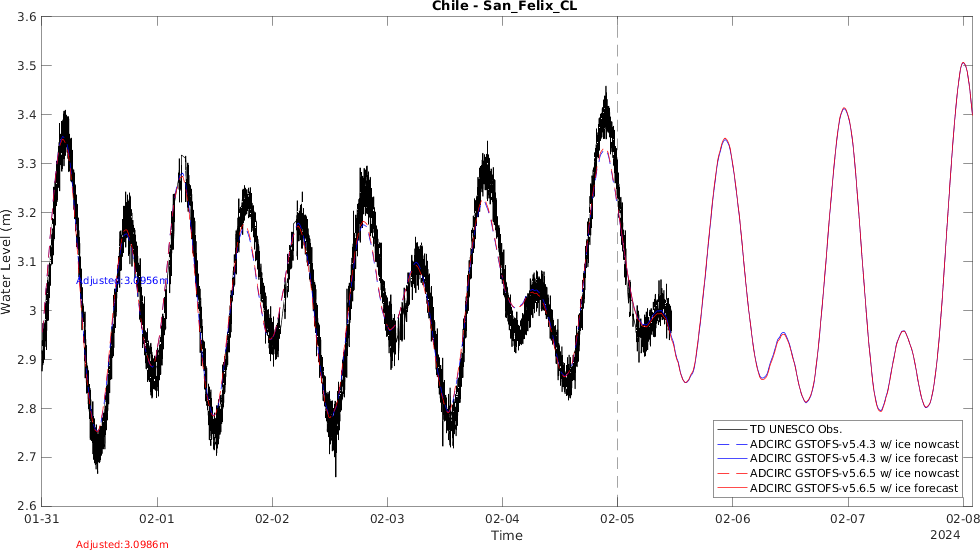 Chile - San_Felix_CL
3.6
3.5
3.4
3.3
3.2
3.1
3
2.9
2.8
2.7
2.6
Water Level (m)
Adjusted:3.0956m
TD UNESCO Obs.
ADCIRC GSTOFS-v5.4.3 w/ ice nowcast
ADCIRC GSTOFS-v5.4.3 w/ ice forecast
ADCIRC GSTOFS-v5.6.5 w/ ice nowcast
ADCIRC GSTOFS-v5.6.5 w/ ice forecast
01-31 02-01 02-02 02-03 02-04 02-05 02-06 02-07 02-08
Time
2024
Adjusted:3.0986m